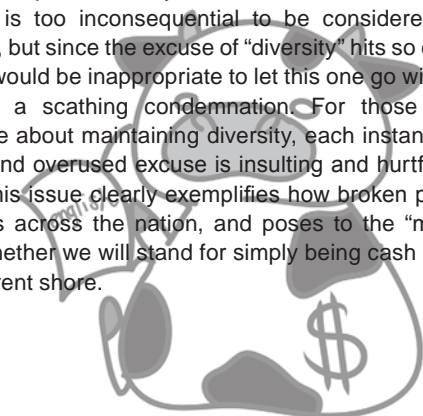 is too inconsequential to be considere
, but since the excuse of “diversity” hits so
would be inappropriate to let this one go wi
a scathing condemnation. For those
e about maintaining diversity, each instan
nd overused excuse is insulting and hurtf
his issue clearly exemplifies how broken p
s across the nation, and poses to the “m
hether we will stand for simply being cash
rent shore.
english
$